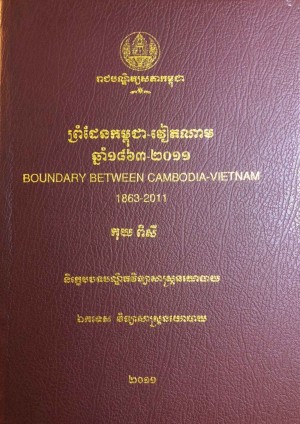 រាជបណ្ឌិត្យសភាកម្ពុជា
ព្រំដែនកម្ពុជា-វៀតណាម
ឆ្នាំ១៨៦៣-២០១១
BOUNDARY BETWEEN CAMBODIA-VIETNAM
1863-2011
កុយ ពិសី
និក្ខេបបទបណ្ឌិតវិទ្យាសាស្ត្រនយោបាយ
ឯកទេស វិទ្យាសាស្ត្រនយោបាយ
២០១១